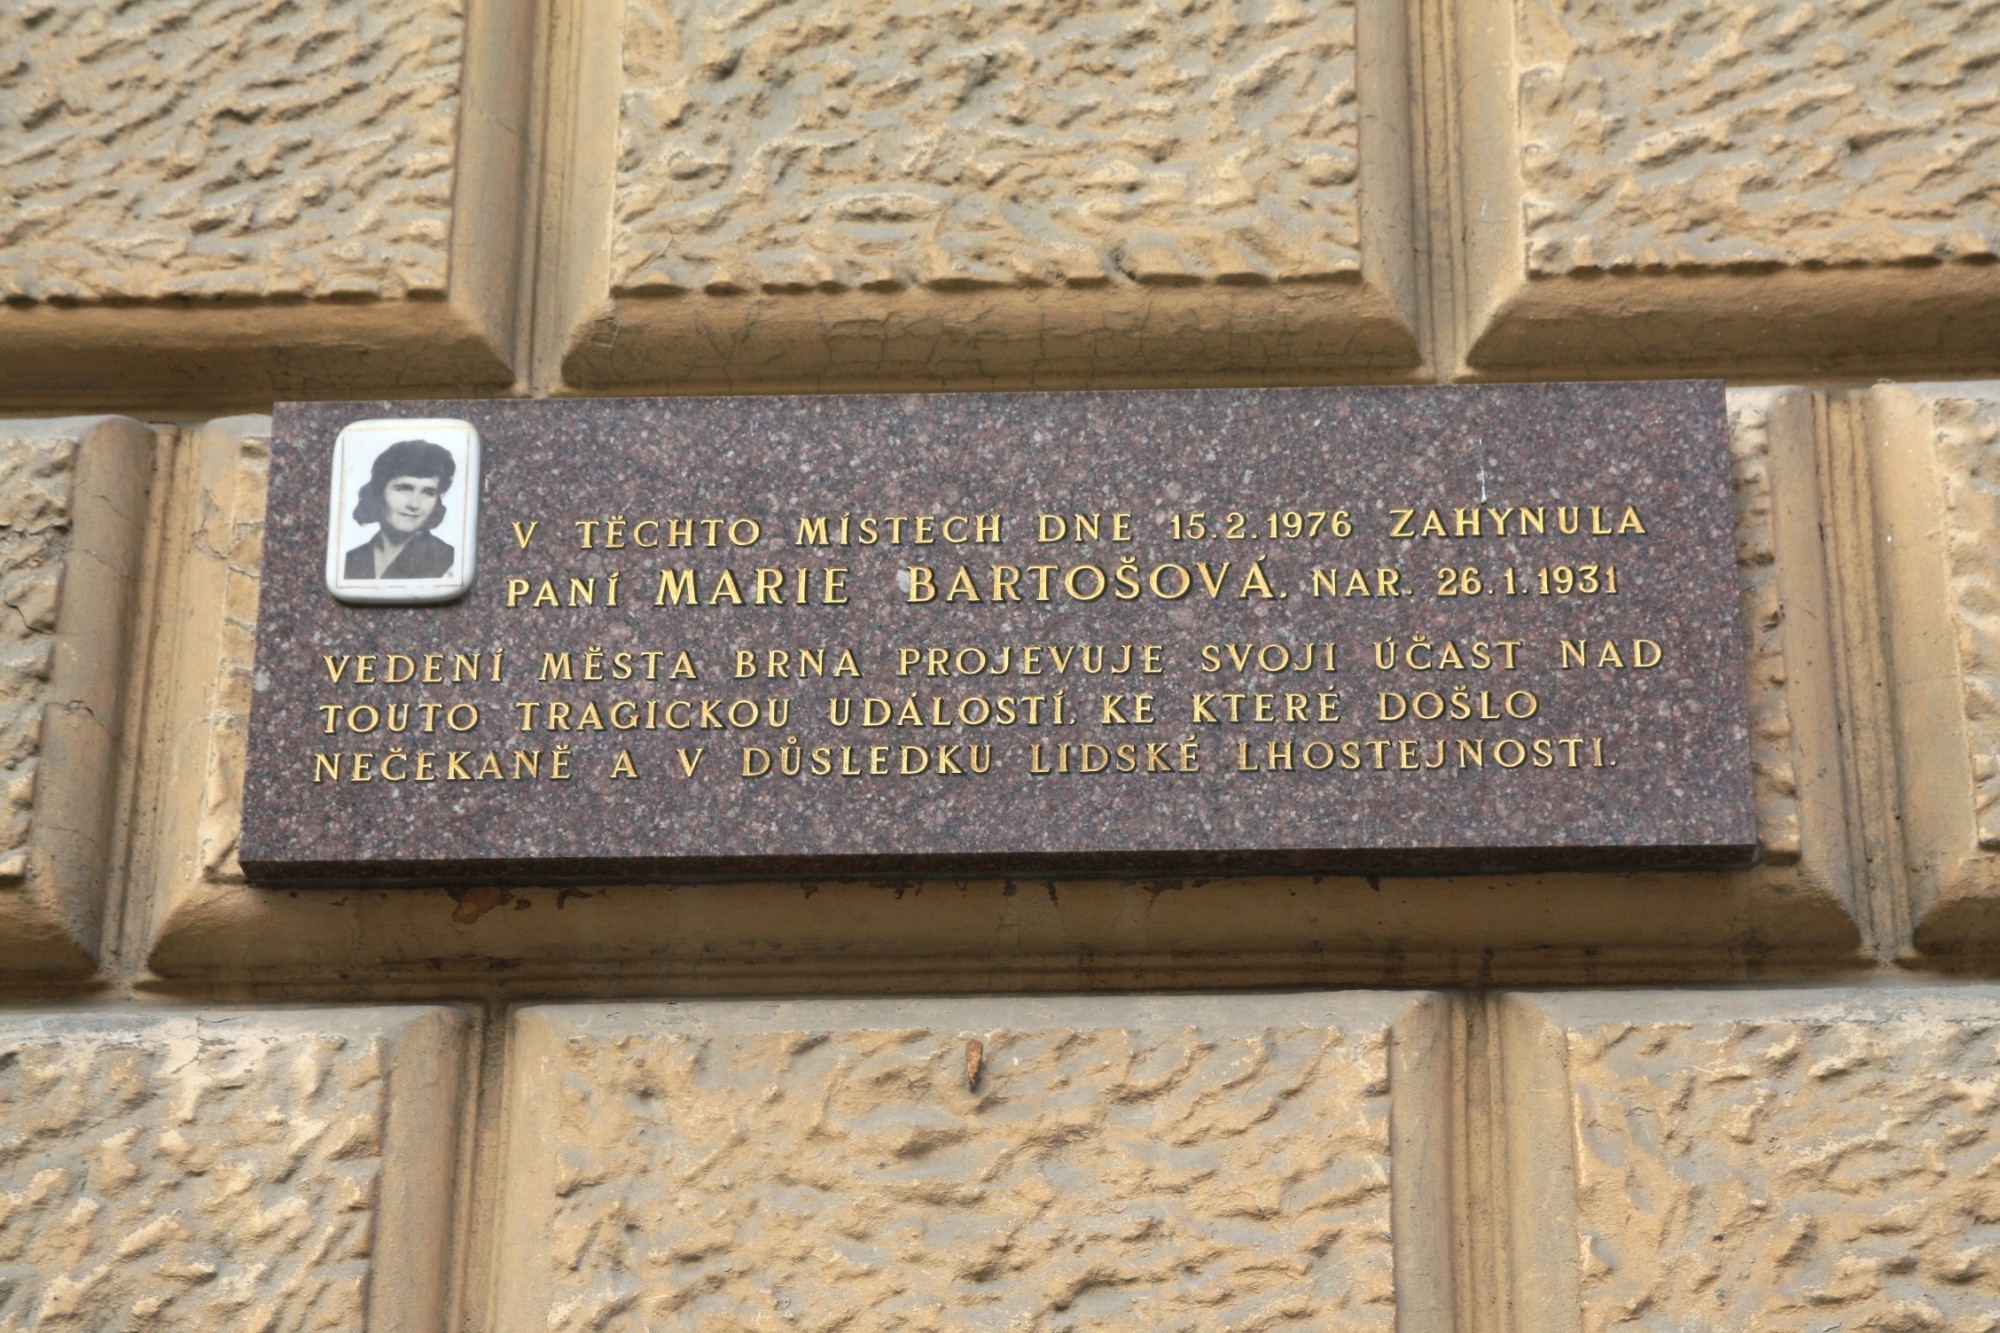 V TĚCHTO MÍSTECH DNE 15.2.1976 ZAHYNULA
PANÍ MARIE BARTOŠOVÁ, NAR. 26.1.1931
VEDENÍ MĚSTA BRNA PROJEVUJE SVOJI ÚČAST NAD
TOUTO TRAGICKOU UDÁLOSTÍ, KE KTERÉ DOŠLO
NEČEKANĚ A V DŮSLEDKU LIDSKÉ LHOSTEJNOSTI.